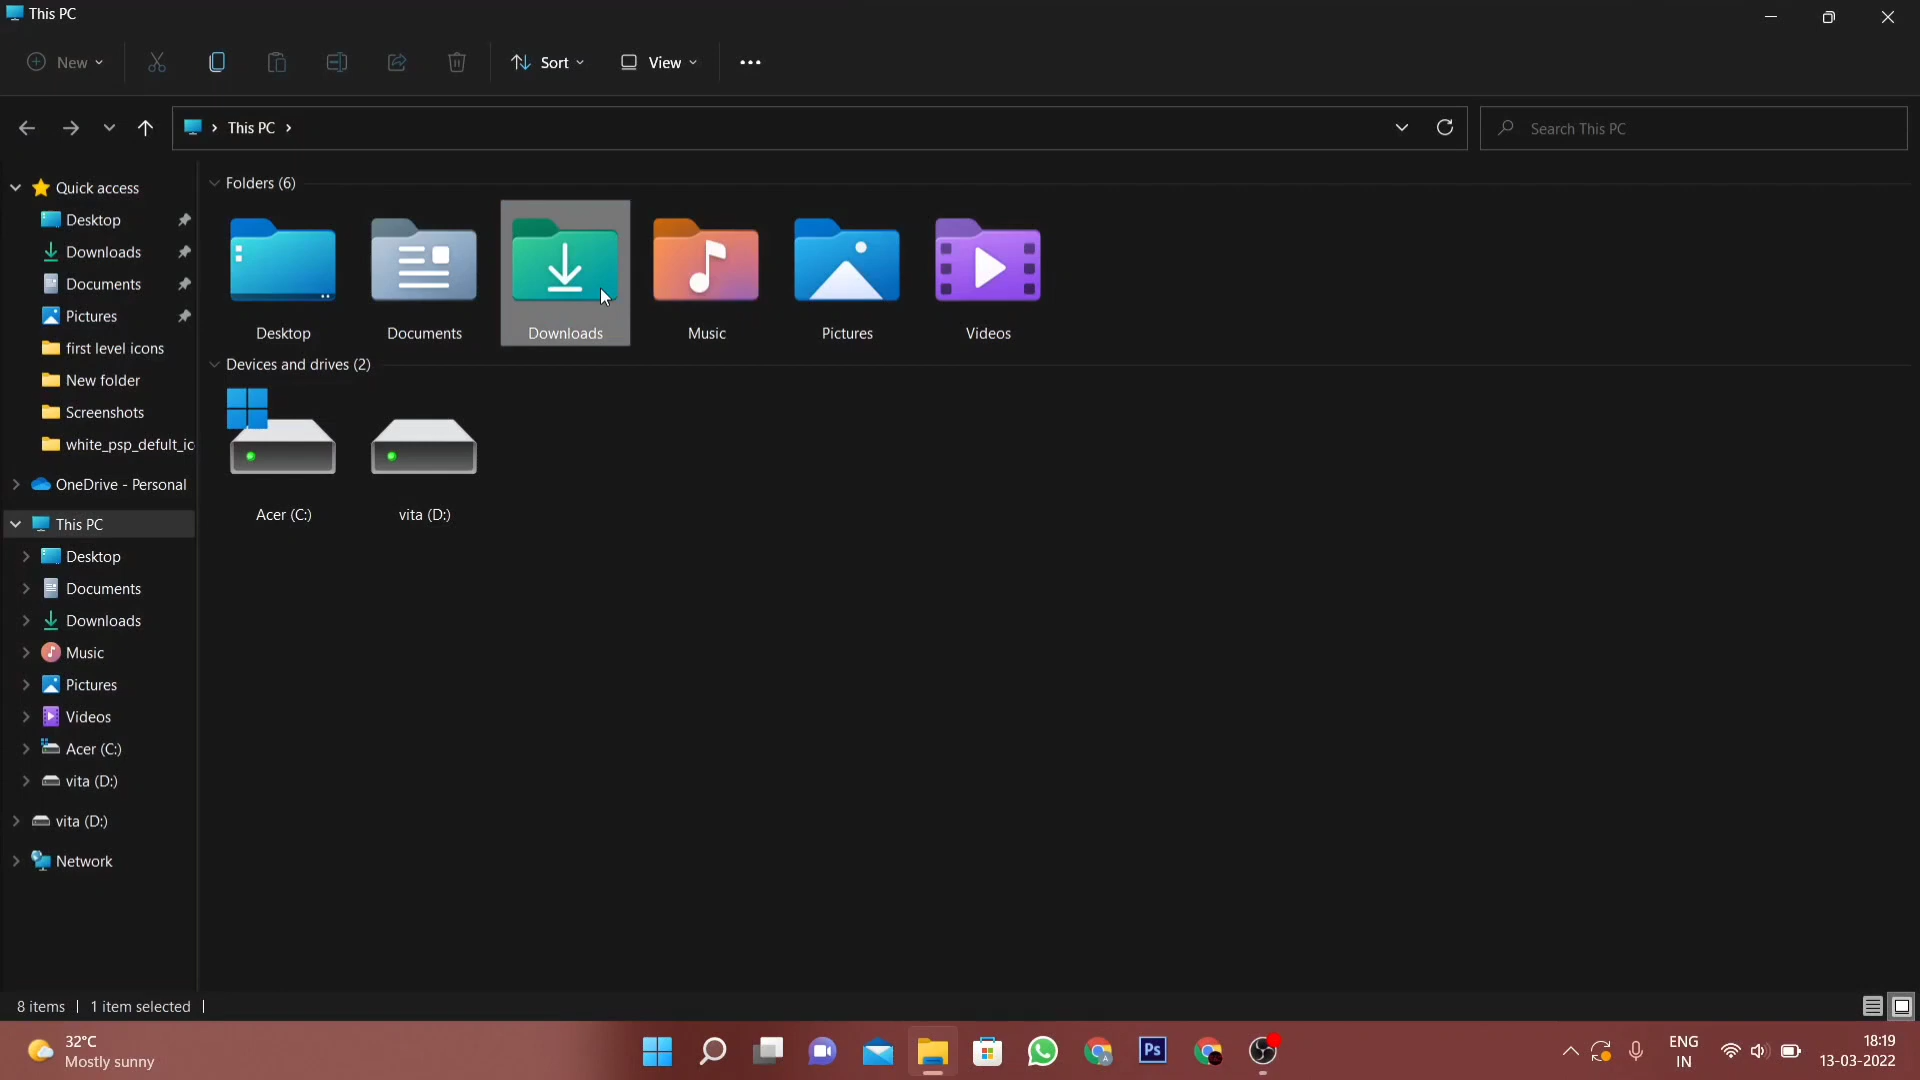 This PC
New
Sort
View
This PC
Search This PC
Quick access
Desktop
Downloads
Documents
Pictures
first level icons
New folder
Screenshots
white_psp_defult_ic
OneDrive - Personal
This PC
Desktop
Documents
Downloads
Music
Pictures
Videos
Acer (C:)
vita (D:)
vita (D:)
Network
Folders (6)
Desktop
Documents
Downloads
Music
Pictures
Videos
Devices and drives (2)
Acer (C:)
vita (D:)
8 items
1 item selected
32°C
Mostly sunny
Ps
ENG
IN
18:19
13-03-2022